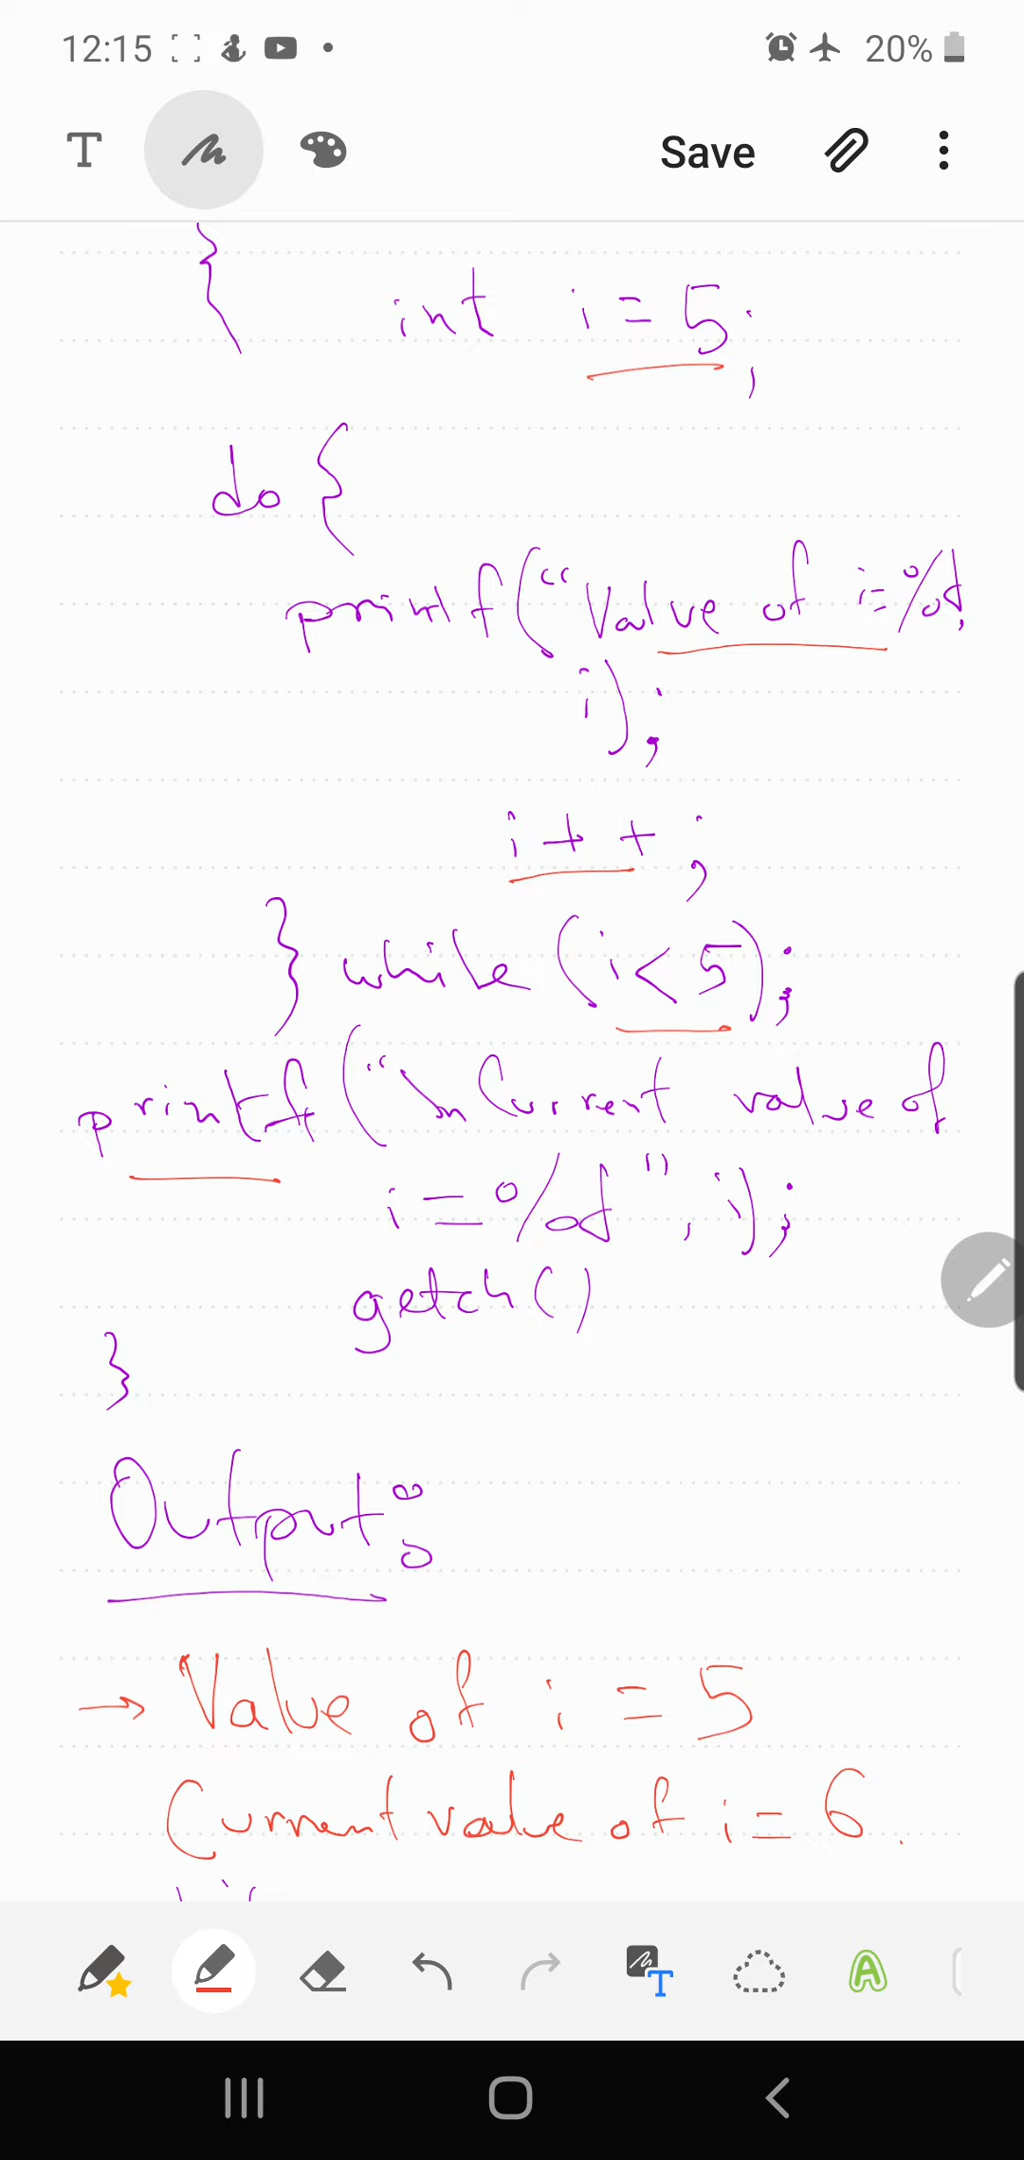 12:15 20%
T Save
{ int i = 5;
do {
printf("Value of i=%d,
i);
i++;
} while (i<5);
printf("\n Current value of
i=%d", i);
getch()
}
Output:
→ Value of i = 5
Current value of i = 6.